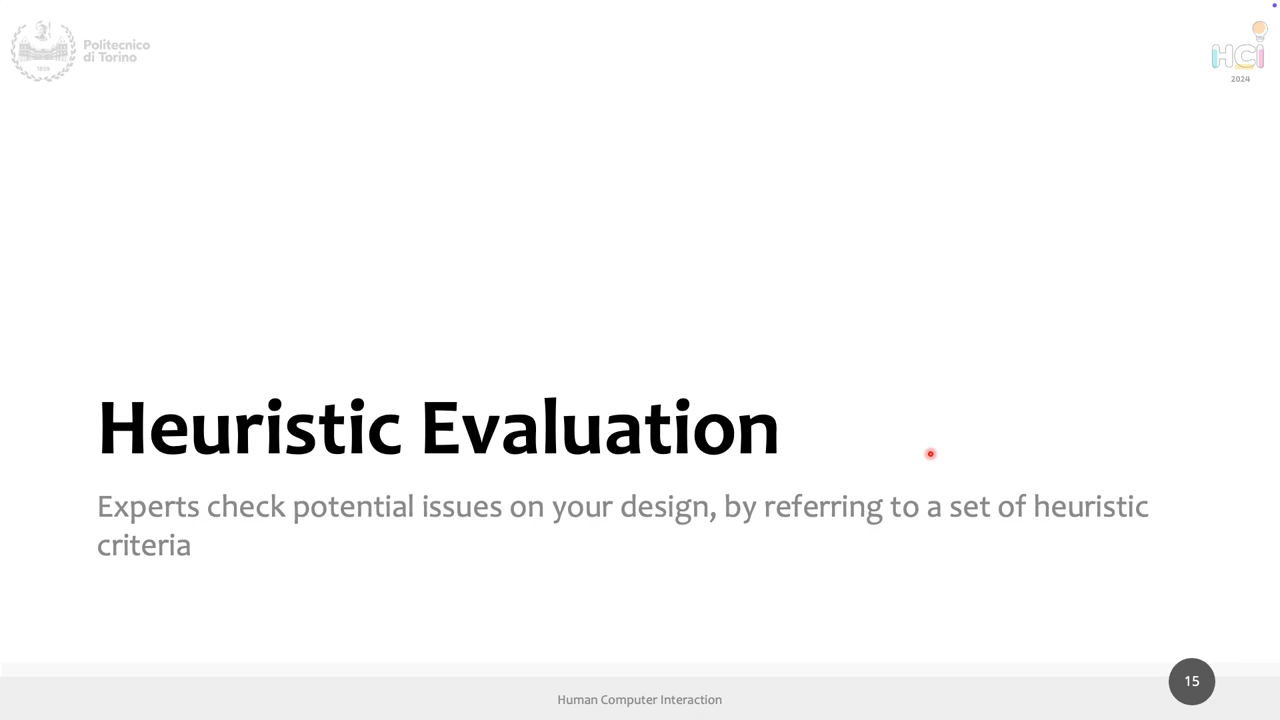 Politecnico
di Torino
1859
HCI
2024
Heuristic Evaluation
Experts check potential issues on your design, by referring to a set of heuristic
criteria
15
Human Computer Interaction